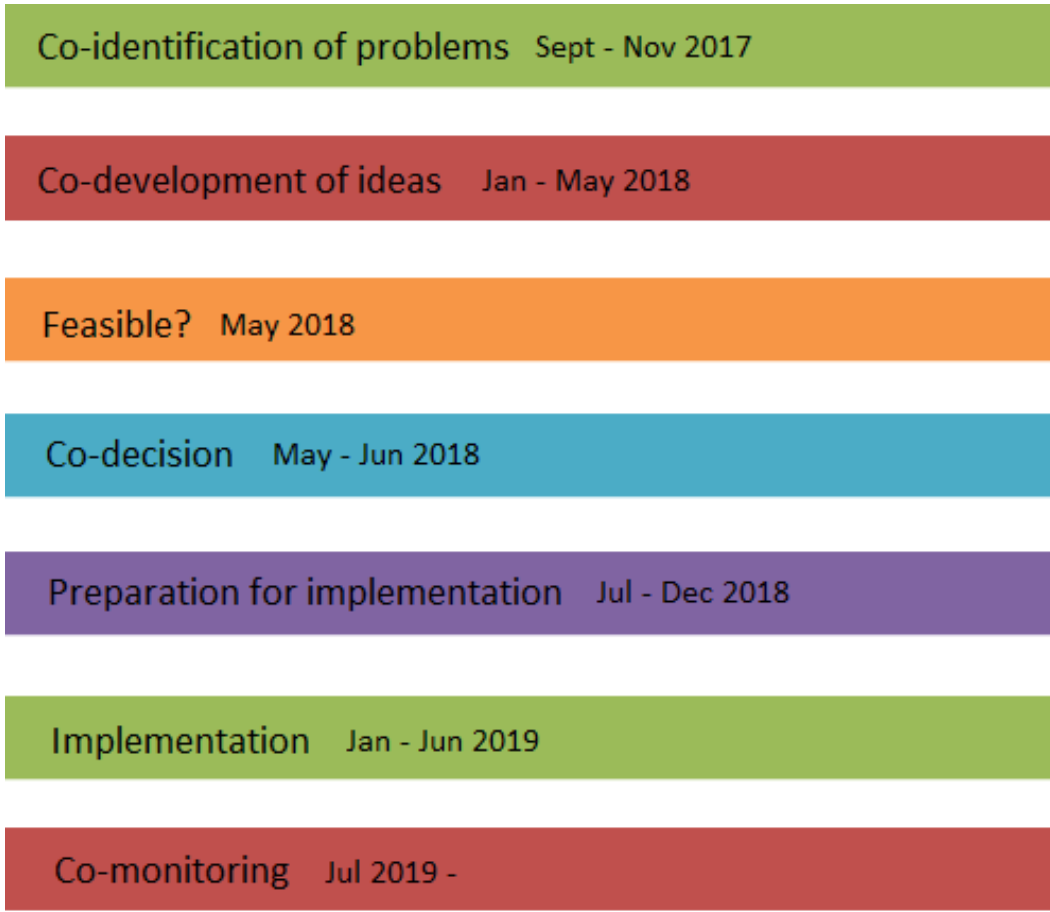 Co-identification of problems Sept - Nov 2017
Co-development of ideas Jan - May 2018
Feasible? May 2018
Co-decision May - Jun 2018
Preparation for implementation Jul - Dec 2018
Implementation Jan - Jun 2019
Co-monitoring Jul 2019 -